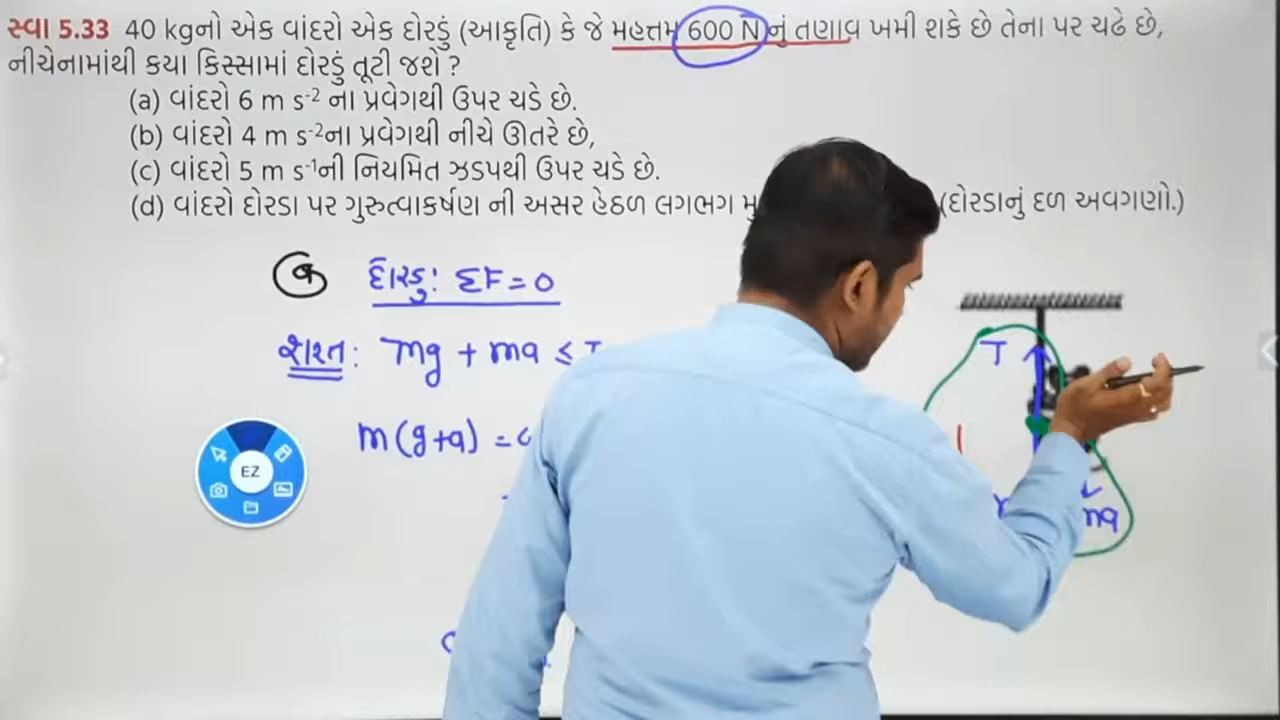 સ્વા 5.33 40 kgનો એક વાંદરો એક દોરડું (આકૃતિ) કે જે મહત્તમ 600 N નું તણાવ ખમી શકે છે તેના પર ચઢે છે,
નીચેનામાંથી કયા કિસ્સામાં દોરડું તૂટી જશે ?
(a) વાંદરો 6 m s-2 ના પ્રવેગથી ઉપર ચડે છે.
(b) વાંદરો 4 m s-2ના પ્રવેગથી નીચે ઊતરે છે,
(c) વાંદરો 5 m s-1ની નિયમિત ઝડપથી ઉપર ચડે છે.
(d) વાંદરો દોરડા પર ગુરુત્વાકર્ષણ ની અસર હેઠળ લગભગ (દોરડાનું દળ અવગણો.)
દોરડુ: ΣF = 0
શરત: mg + ma ≤ T
m(g+a) =
T
ma
EZ